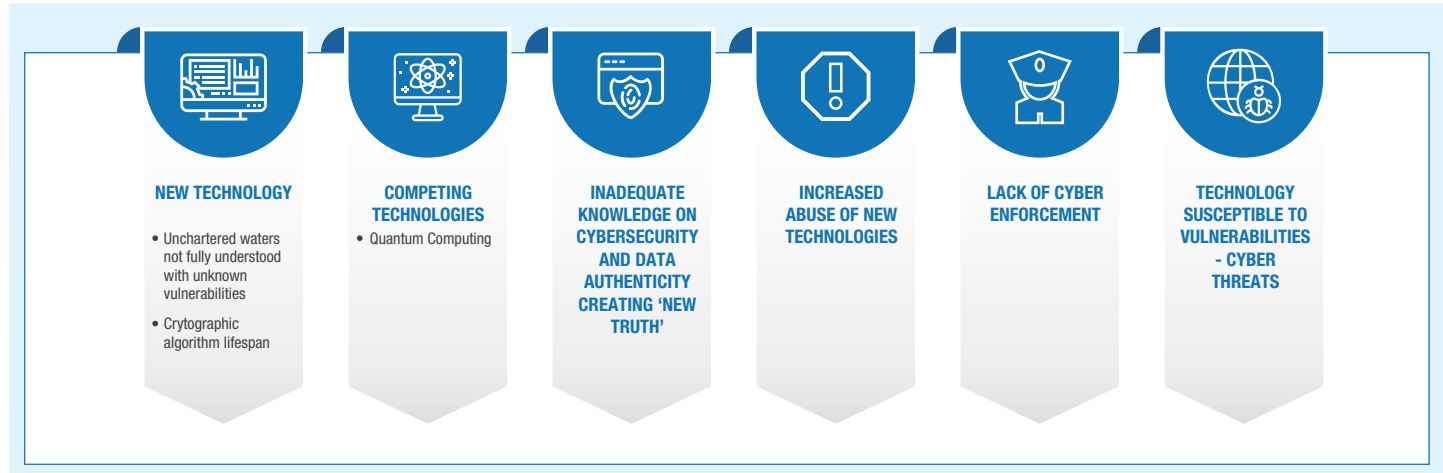 NEW TECHNOLOGY
• Unchartered waters
not fully understood
with unknown
vulnerabilities
• Crytographic
algorithm lifespan
COMPETING
TECHNOLOGIES
• Quantum Computing
INADEQUATE
KNOWLEDGE ON
CYBERSECURITY
AND DATA
AUTHENTICITY
CREATING ‘NEW
TRUTH’
INCREASED
ABUSE OF NEW
TECHNOLOGIES
LACK OF CYBER
ENFORCEMENT
TECHNOLOGY
SUSCEPTIBLE TO
VULNERABILITIES
- CYBER
THREATS